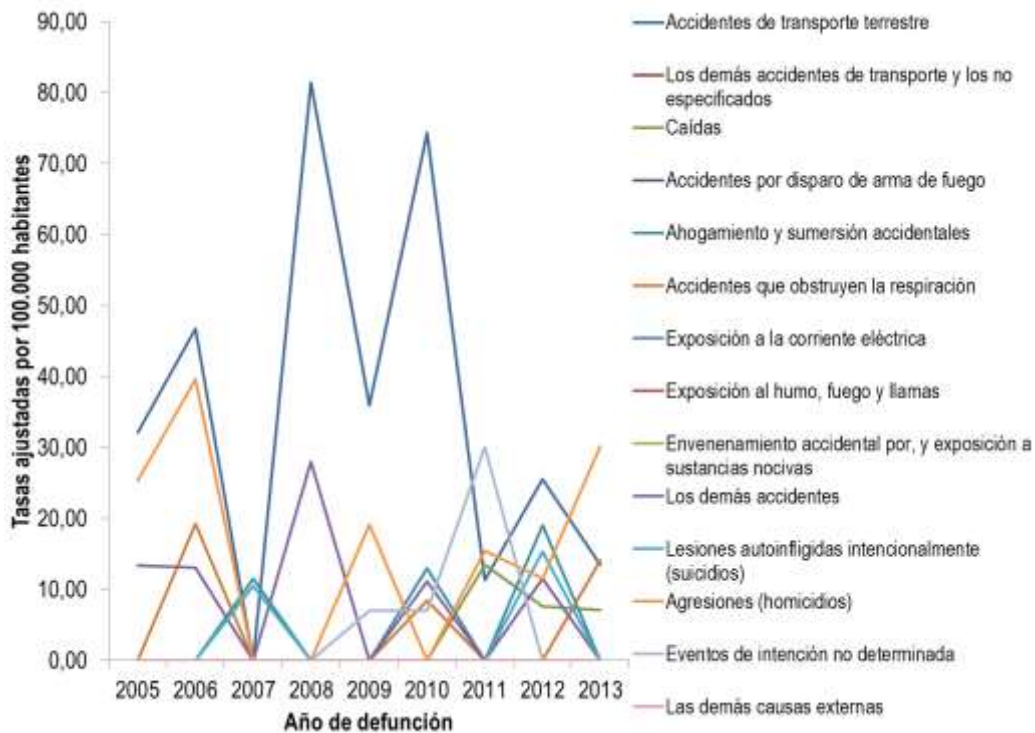 Tasas ajustadas por 100.000 habitantes
90,00
80,00
70,00
60,00
50,00
40,00
30,00
20,00
10,00
0,00
2005 2006 2007 2008 2009 2010 2011 2012 2013
Año de defunción
Accidentes de transporte terrestre
Los demás accidentes de transporte y los no
especificados
Caídas
Accidentes por disparo de arma de fuego
Ahogamiento y sumersión accidentales
Accidentes que obstruyen la respiración
Exposición a la corriente eléctrica
Exposición al humo, fuego y llamas
Envenenamiento accidental por, y exposición a
sustancias nocivas
Los demás accidentes
Lesiones autoinfligidas intencionalmente
(suicidios)
Agresiones (homicidios)
Eventos de intención no determinada
Las demás causas externas